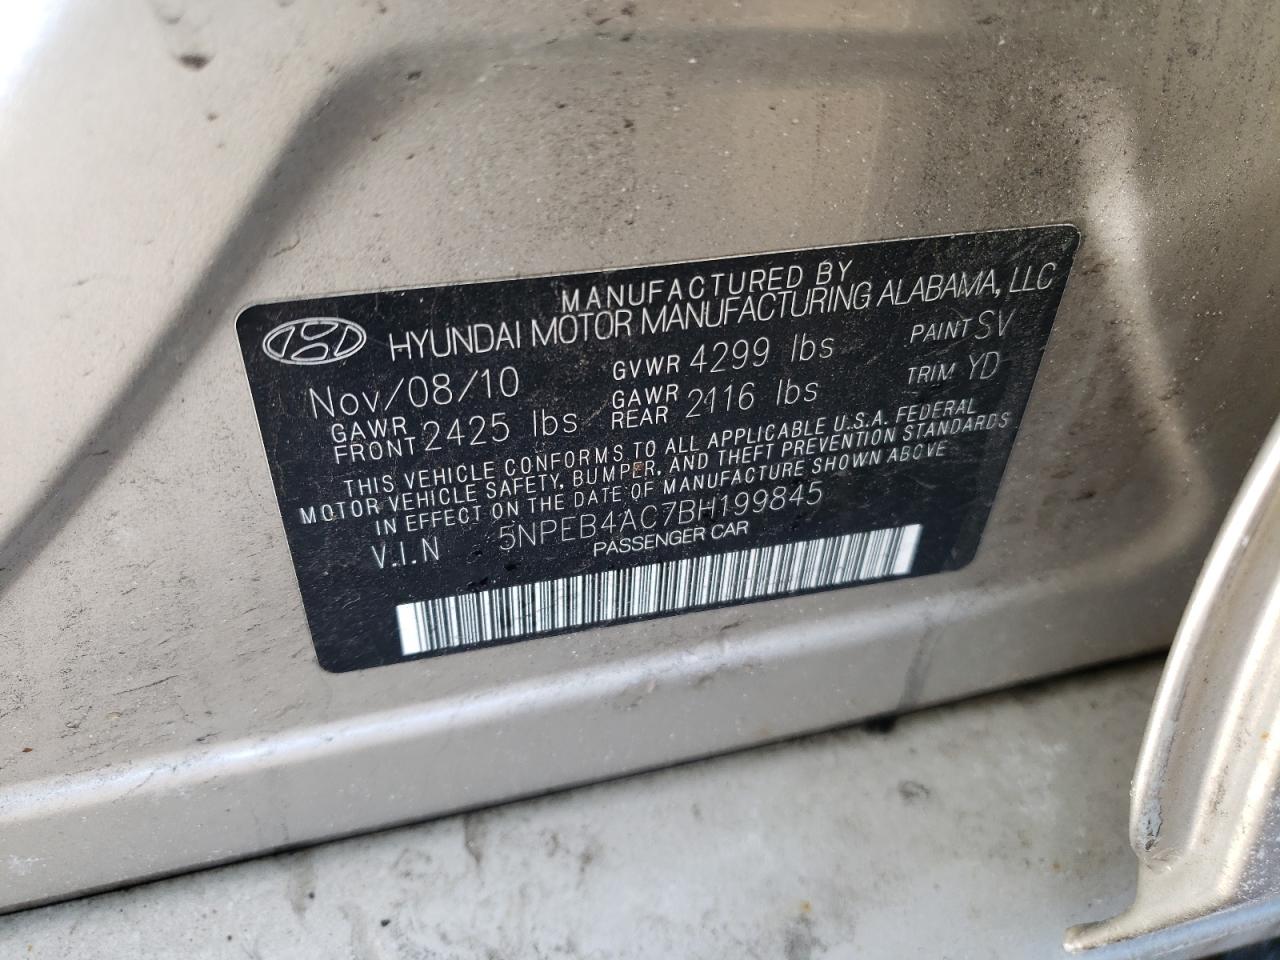 MANUFACTURED BY
HYUNDAI MOTOR MANUFACTURING ALABAMA, LLC
Nov/08/10 GVWR 4299 lbs PAINT SV
GAWR FRONT 2425 lbs GAWR REAR 2116 lbs TRIM YD
THIS VEHICLE CONFORMS TO ALL APPLICABLE U.S.A. FEDERAL
MOTOR VEHICLE SAFETY, BUMPER, AND THEFT PREVENTION STANDARDS
IN EFFECT ON THE DATE OF MANUFACTURE SHOWN ABOVE
V.I.N 5NPEB4AC7BH199845
PASSENGER CAR